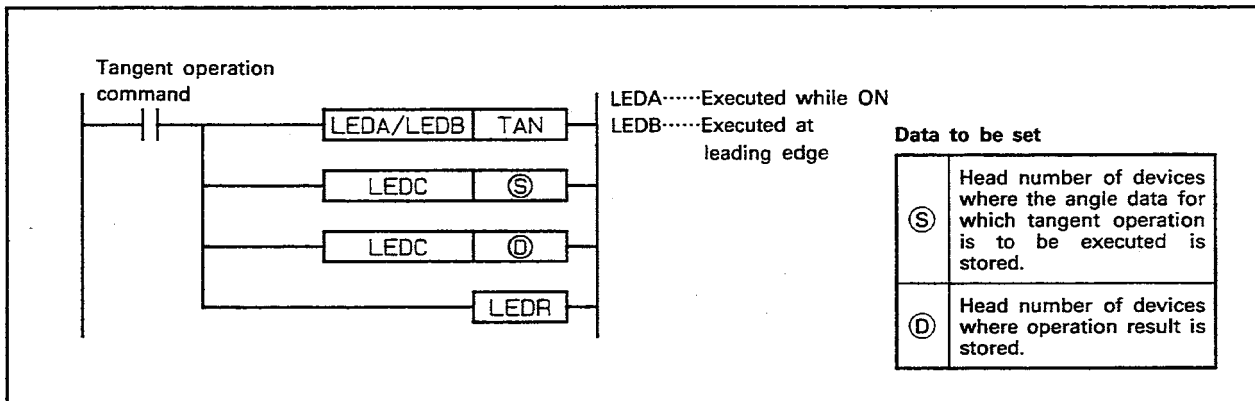 Tangent operation
command
LEDA/LEDB TAN
LEDC Ⓢ
LEDC Ⓓ
LEDR
LEDA······Executed while ON
LEDB······Executed at
leading edge
Data to be set
Ⓢ
Head number of devices
where the angle data for
which tangent operation
is to be executed is
stored.
Ⓓ
Head number of devices
where operation result is
stored.